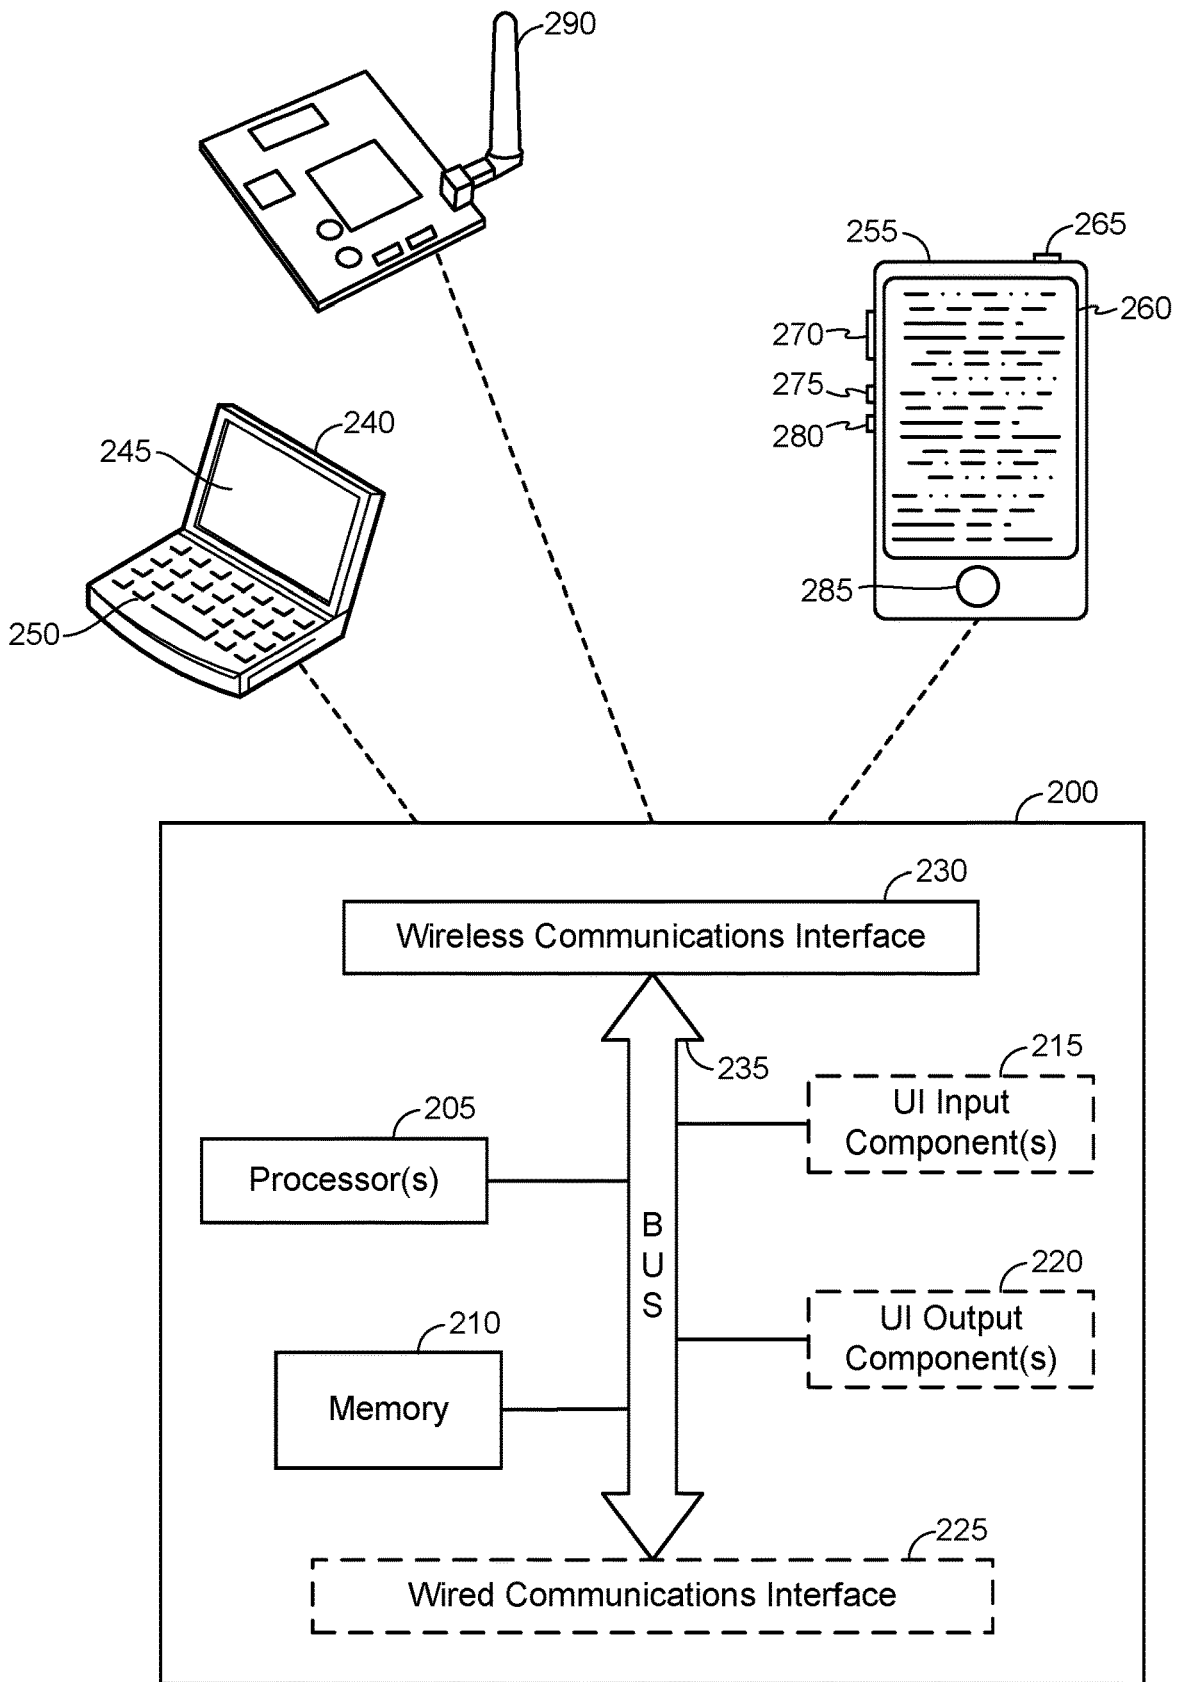 290
255
265
260
270
275
280
285
240
245
250
200
230
Wireless Communications Interface
235
215
UI Input
Component(s)
205
Processor(s)
B
U
S
220
UI Output
Component(s)
210
Memory
225
Wired Communications Interface